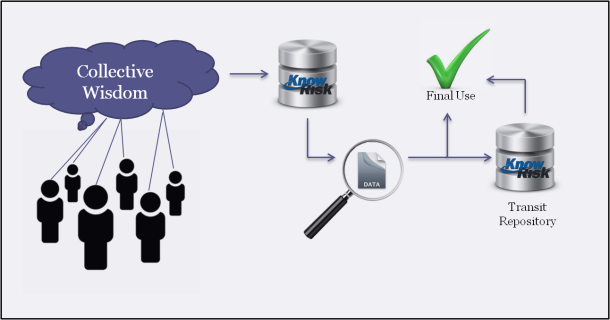 Collective
Wisdom
Know
Risk
Final Use
DATA
Know
Risk
Transit
Repository